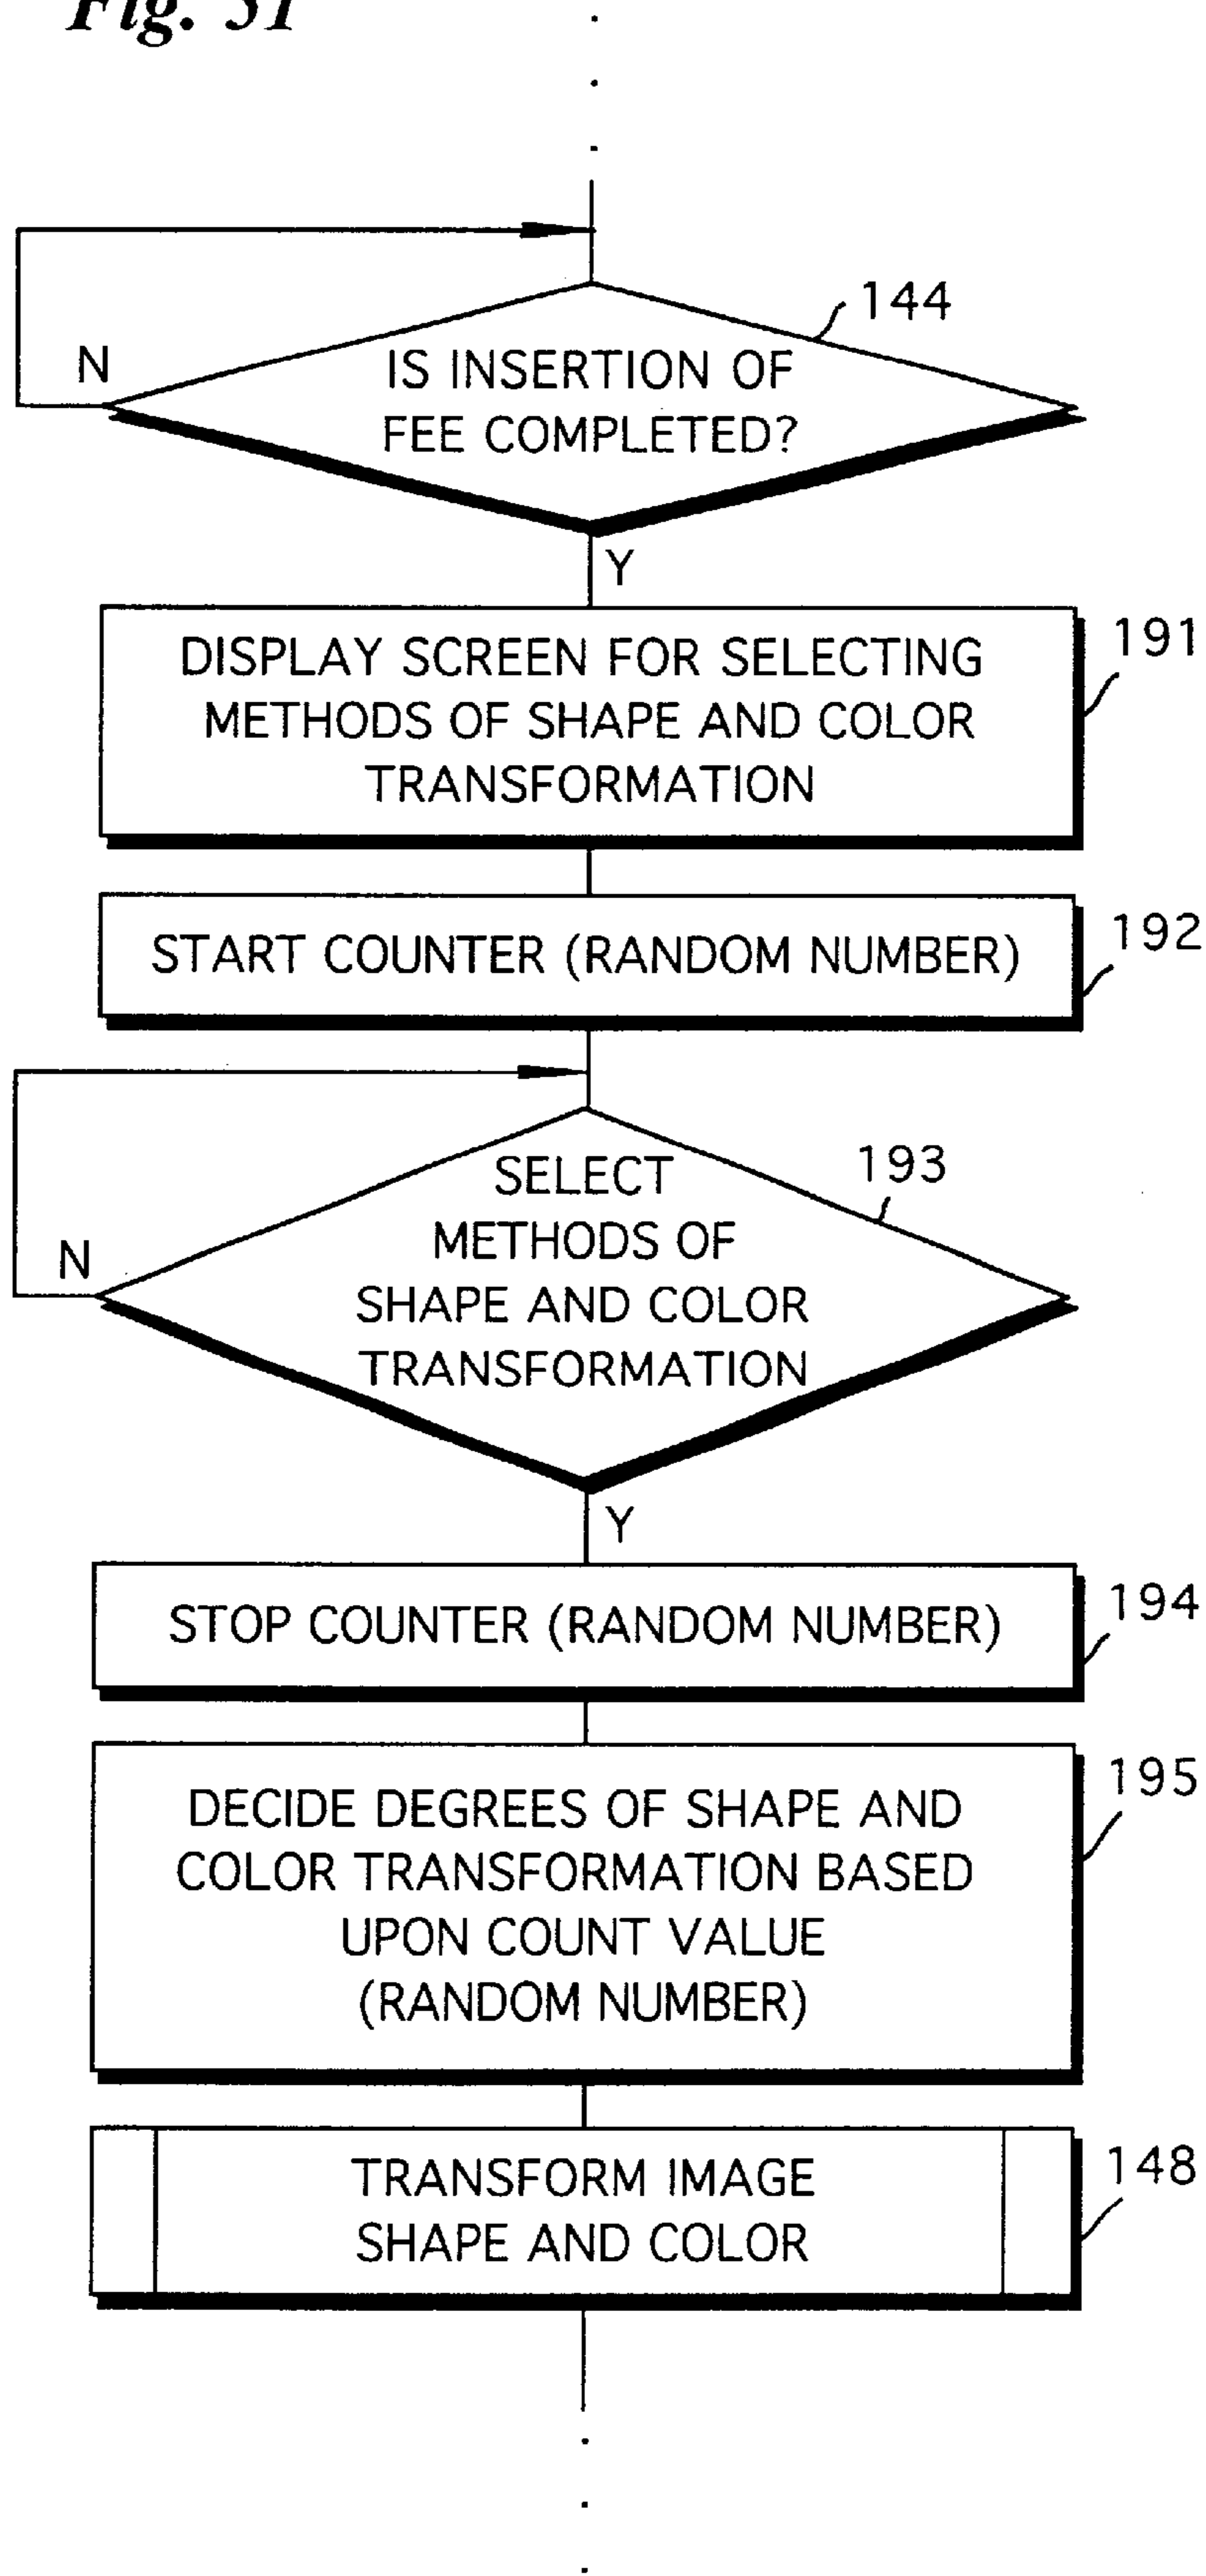 Fig. 31
144
IS INSERTION OF
FEE COMPLETED?
N
Y
DISPLAY SCREEN FOR SELECTING
METHODS OF SHAPE AND COLOR
TRANSFORMATION
191
START COUNTER (RANDOM NUMBER)
192
SELECT
METHODS OF
SHAPE AND COLOR
TRANSFORMATION
193
N
Y
STOP COUNTER (RANDOM NUMBER)
194
DECIDE DEGREES OF SHAPE AND
COLOR TRANSFORMATION BASED
UPON COUNT VALUE
(RANDOM NUMBER)
195
TRANSFORM IMAGE
SHAPE AND COLOR
148